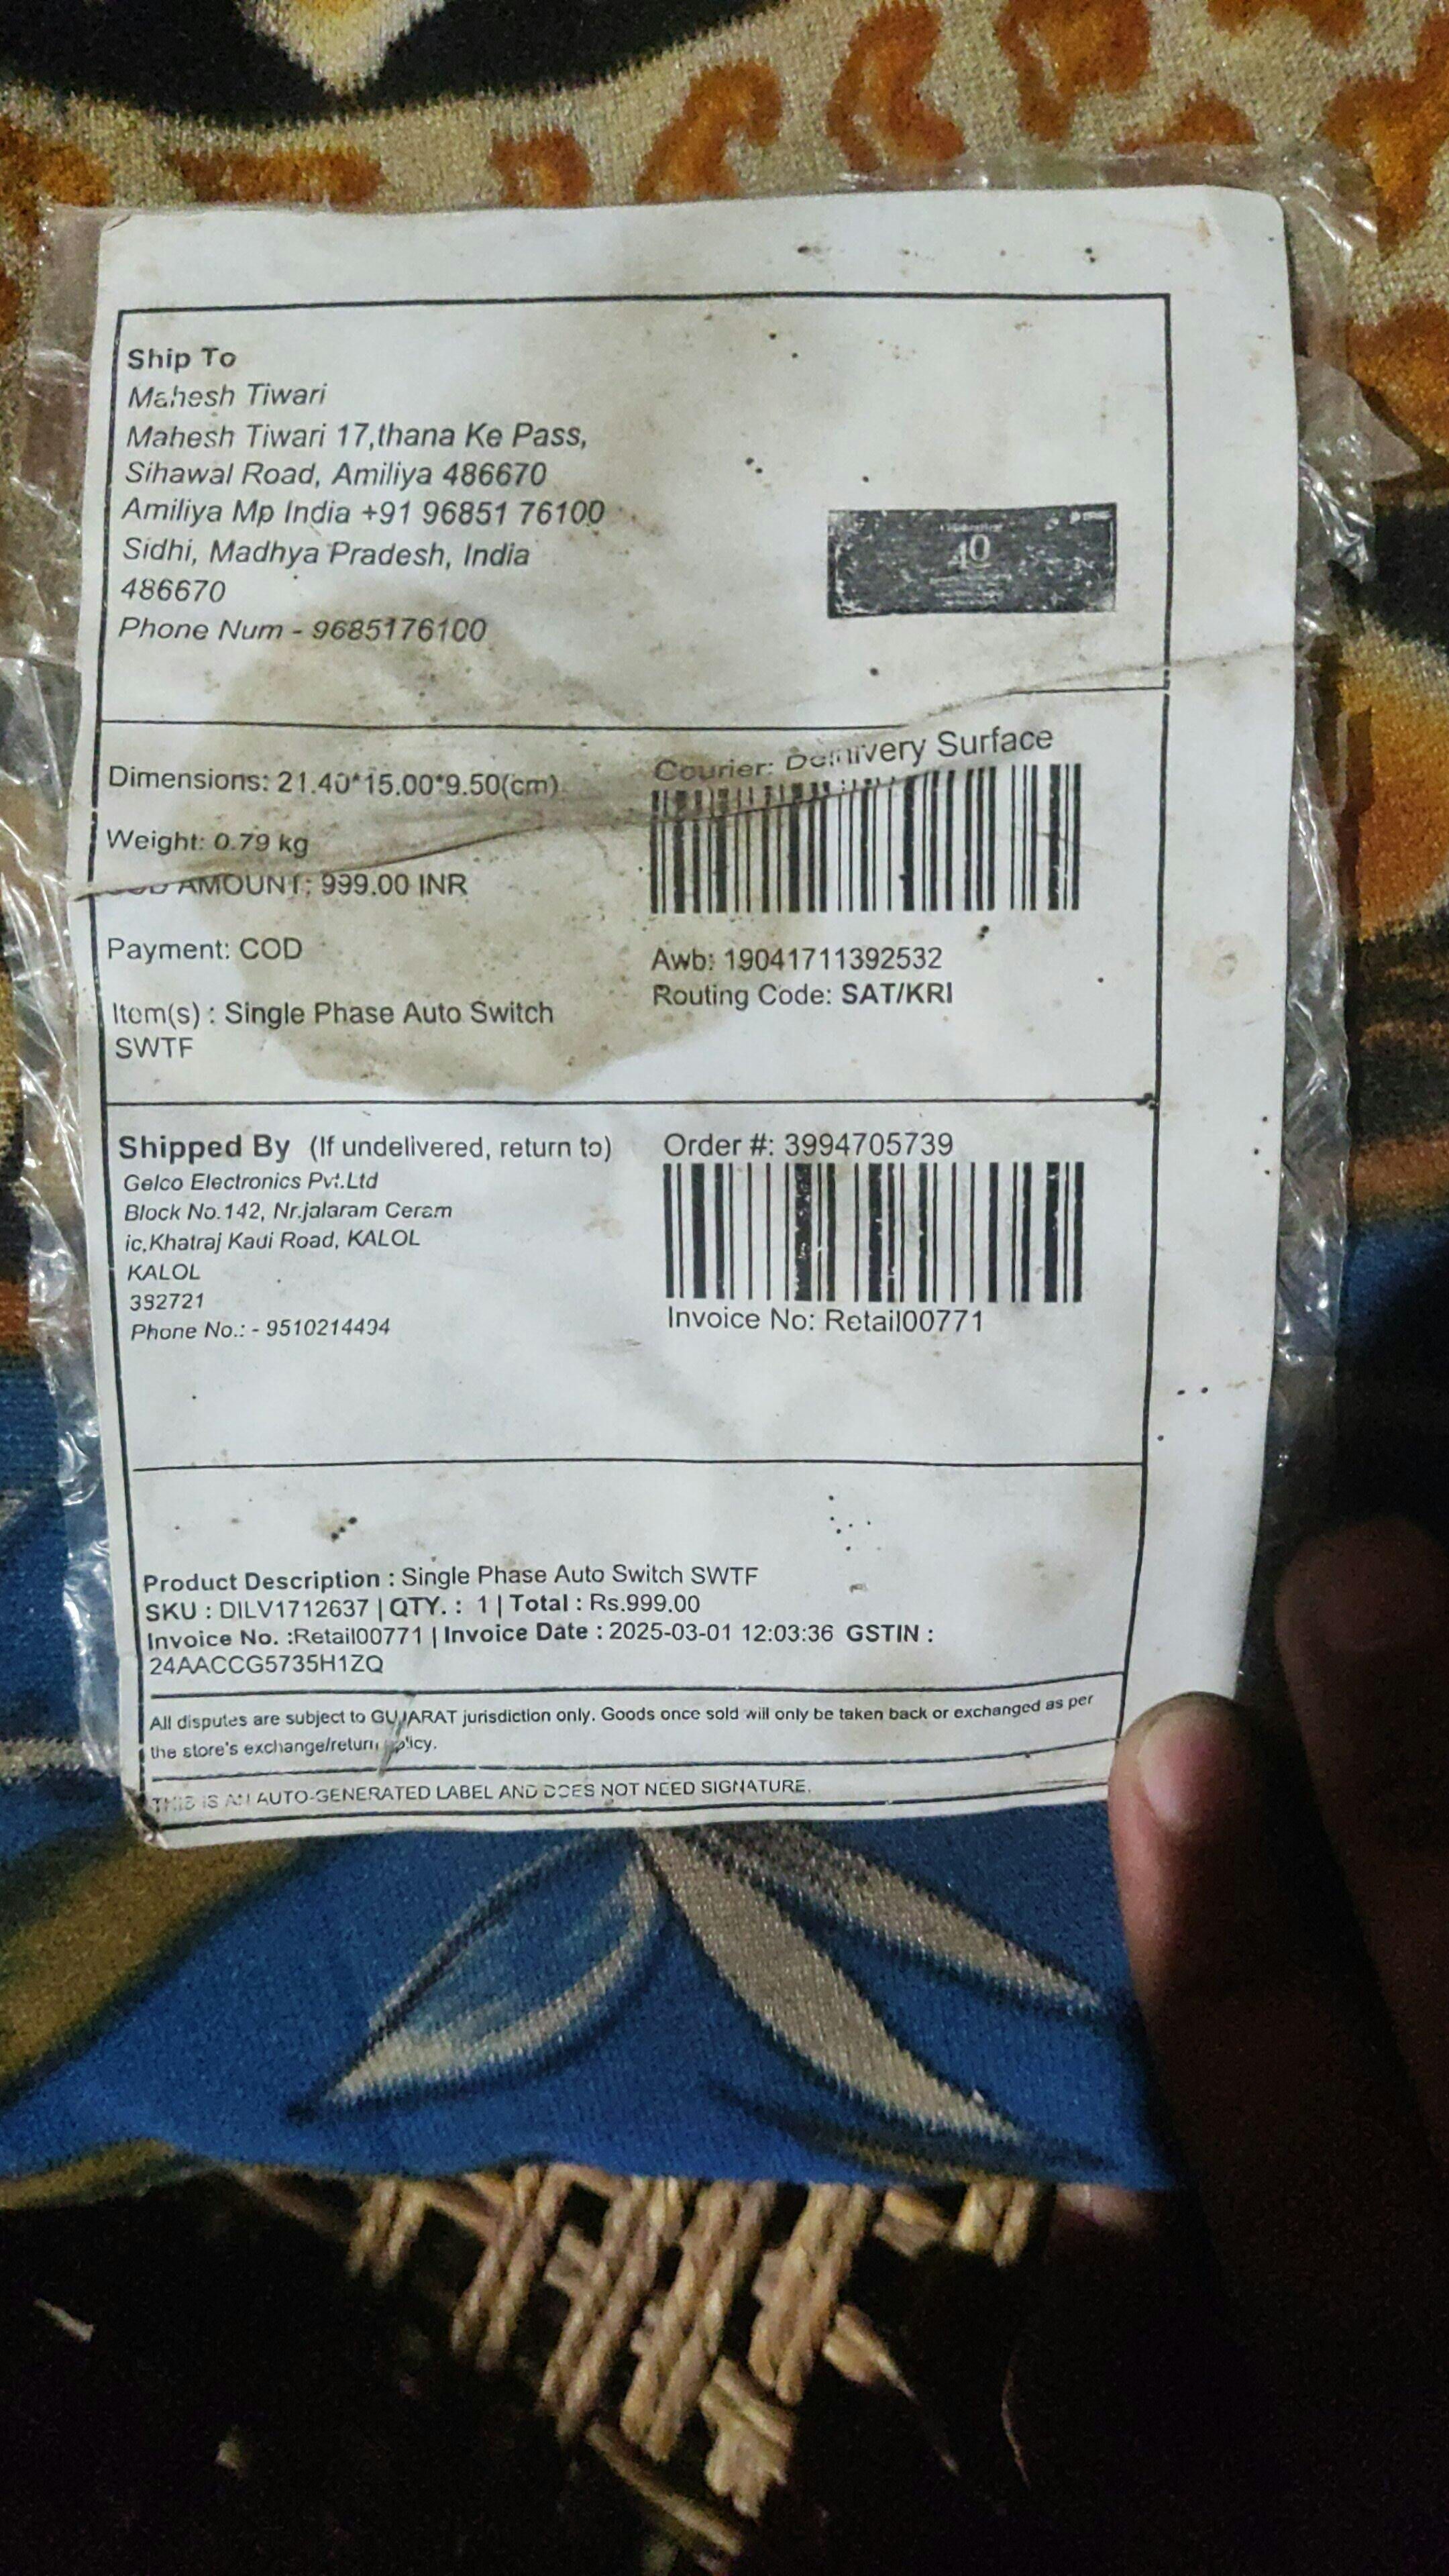 Ship To
Mahesh Tiwari
Mahesh Tiwari 17,thana Ke Pass,
Sihawal Road, Amiliya 486670
Amiliya Mp India +91 96851 76100
Sidhi, Madhya Pradesh, India
486670
Phone Num - 9685176100
40
Dimensions: 21.40*15.00*9.50(cm)
Weight: 0.79 kg
AMOUNT: 999.00 INR
Payment: COD
Item(s) : Single Phase Auto Switch
SWTF
Courier: Surface
Awb: 19041711392532
Routing Code: SAT/KRI
Shipped By (If undelivered, return to)
Gelco Electronics Pvt.Ltd
Block No.142, Nr.jalaram Ceram
ic,Khatraj Kadi Road, KALOL
KALOL
382721
Phone No.: -
Order #: 3994705739
Invoice No: Retail00771
Product Description : Single Phase Auto Switch SWTF
SKU : DILV1712637 | QTY. : 1 | Total : Rs.999.00
Invoice No. :Retail00771 | Invoice Date : 2025-03-01 12:03:36 GSTIN :
24AACCG5735H1ZQ
All disputes are subject to GUJARAT jurisdiction only. Goods once sold will only be taken back or exchanged as per
the store's exchange/return policy.
THIS IS AN AUTO-GENERATED LABEL AND DOES NOT NEED SIGNATURE.